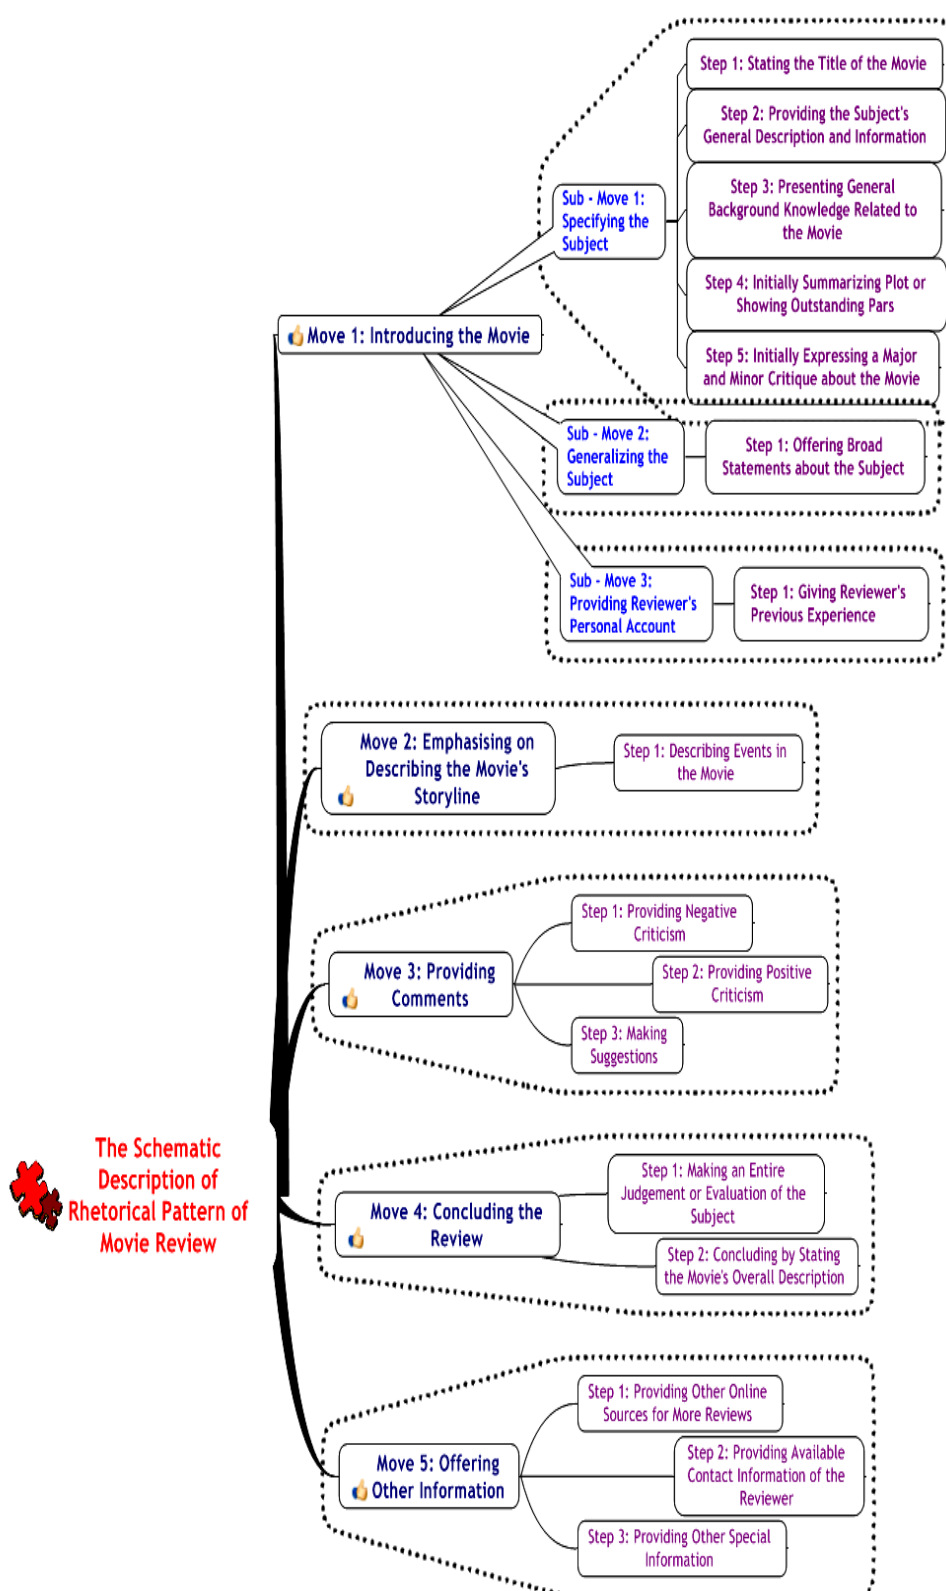 Step 1: Stating the Title of the Movie
Step 2: Providing the Subject's
General Description and Information
Step 3: Presenting General
Background Knowledge Related to
the Movie
Sub - Move 1:
Specifying the
Subject
Step 4: Initially Summarizing Plot or
Showing Outstanding Pars
Move 1: Introducing the Movie
Step 5: Initially Expressing a Major
and Minor Critique about the Movie
Sub - Move 2:
Generalizing the
Subject
Step 1: Offering Broad
Statements about the Subject
Sub - Move 3:
Providing Reviewer's
Personal Account
Step 1: Giving Reviewer's
Previous Experience
Move 2: Emphasising on
Describing the Movie's
Storyline
Step 1: Describing Events in
the Movie
Move 3: Providing
Comments
Step 1: Providing Negative
Criticism
Step 2: Providing Positive
Criticism
Step 3: Making
Suggestions
The Schematic
Description of
Rhetorical Pattern of
Movie Review
Move 4: Concluding the
Review
Step 1: Making an Entire
Judgement or Evaluation of the
Subject
Step 2: Concluding by Stating
the Movie's Overall Description
Move 5: Offering
Other Information
Step 1: Providing Other Online
Sources for More Reviews
Step 2: Providing Available
Contact Information of the
Reviewer
Step 3: Providing Other Special
Information